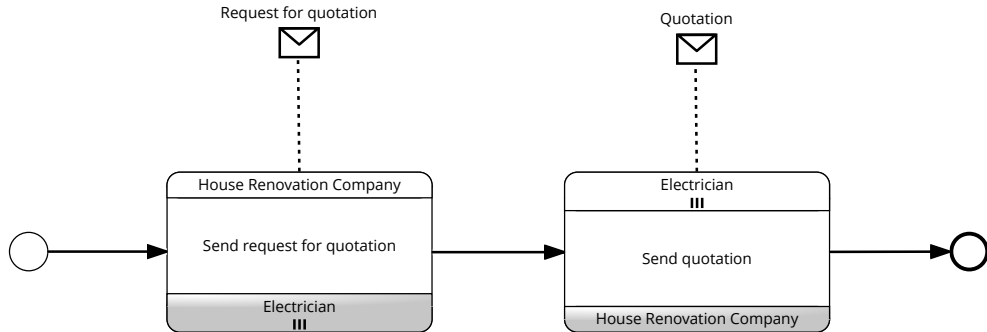 Request for quotation
Quotation
House Renovation Company
Send request for quotation
Electrician
Electrician
Send quotation
House Renovation Company